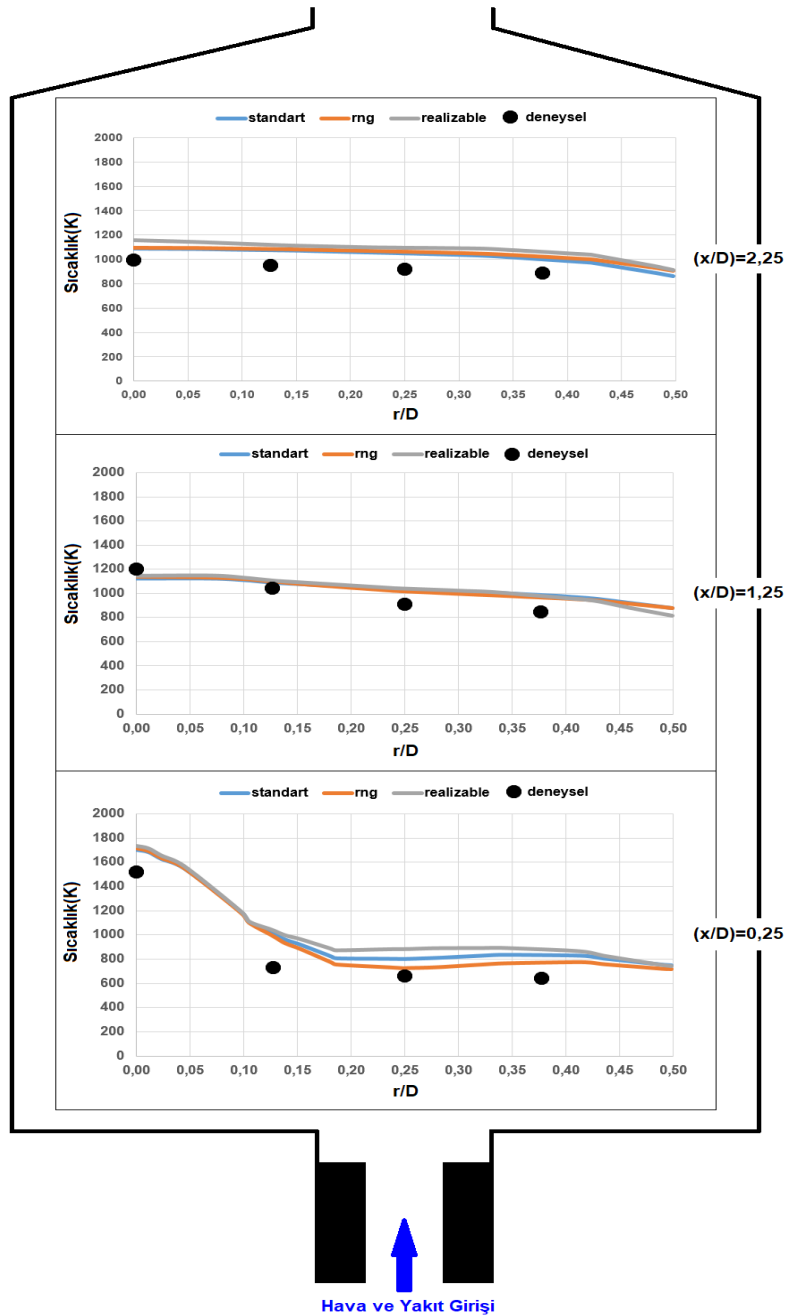 standart rng realizable deneysel
2000
1800
1600
1400
1200
1000
800
600
400
200
0
Sıcaklık(K)
0,00 0,05 0,10 0,15 0,20 0,25 0,30 0,35 0,40 0,45 0,50
r/D
(x/D)=2,25
standart rng realizable deneysel
2000
1800
1600
1400
1200
1000
800
600
400
200
0
Sıcaklık(K)
0,00 0,05 0,10 0,15 0,20 0,25 0,30 0,35 0,40 0,45 0,50
r/D
(x/D)=1,25
standart rng realizable deneysel
2000
1800
1600
1400
1200
1000
800
600
400
200
0
Sıcaklık(K)
0,00 0,05 0,10 0,15 0,20 0,25 0,30 0,35 0,40 0,45 0,50
r/D
(x/D)=0,25
Hava ve Yakıt Girişi